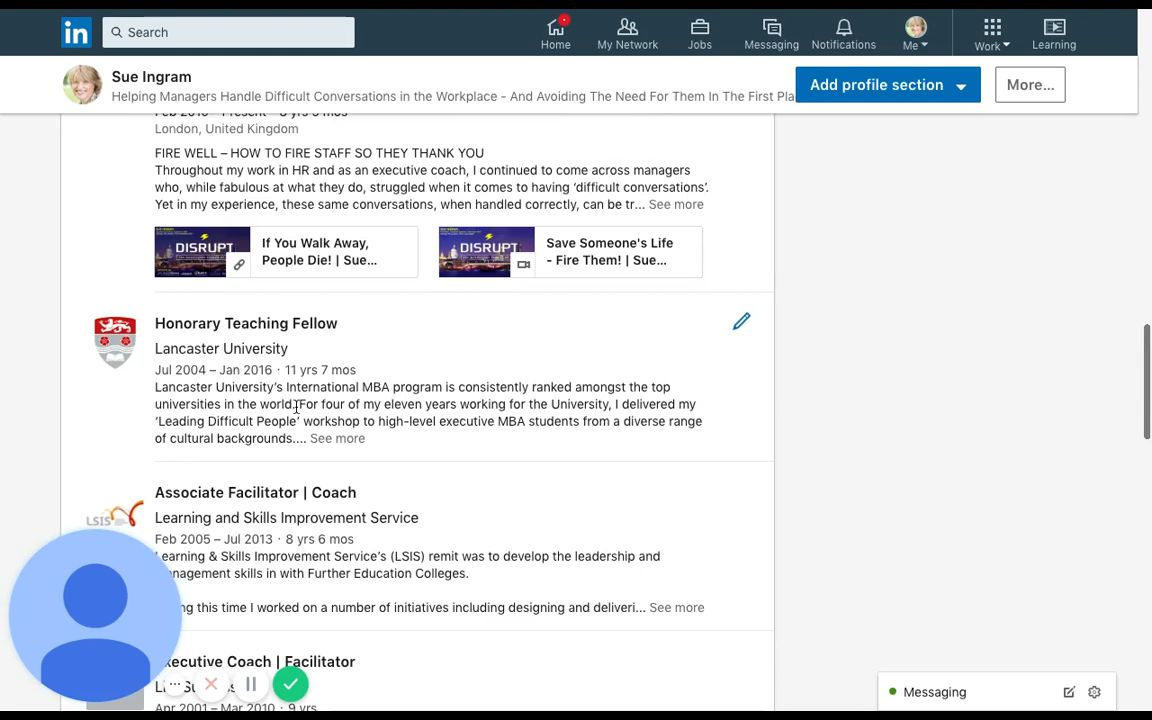 in
Search
Home
My Network
Jobs
Messaging
Notifications
Me
Work
Learning
Sue Ingram
Helping Managers Handle Difficult Conversations in the Workplace - And Avoiding The Need For Them In The First Pla
Add profile section
More...
London, United Kingdom
FIRE WELL – HOW TO FIRE STAFF SO THEY THANK YOU
Throughout my work in HR and as an executive coach, I continued to come across managers
who, while fabulous at what they do, struggled when it comes to having ‘difficult conversations’.
Yet in my experience, these same conversations, when handled correctly, can be tr... See more
DISRUPT
If You Walk Away,
People Die! | Sue...
DISRUPT
Save Someone's Life
- Fire Them! | Sue...
Honorary Teaching Fellow
Lancaster University
Jul 2004 – Jan 2016 · 11 yrs 7 mos
Lancaster University’s International MBA program is consistently ranked amongst the top
universities in the world. For four of my eleven years working for the University, I delivered my
‘Leading Difficult People’ workshop to high-level executive MBA students from a diverse range
of cultural backgrounds.... See more
Associate Facilitator | Coach
LSIS
Learning and Skills Improvement Service
Feb 2005 – Jul 2013 · 8 yrs 6 mos
Learning & Skills Improvement Service’s (LSIS) remit was to develop the leadership and
management skills in with Further Education Colleges.
this time I worked on a number of initiatives including designing and deliveri... See more
Executive Coach | Facilitator
Apr 2001 – Mar 2010 · 9 yrs
Messaging